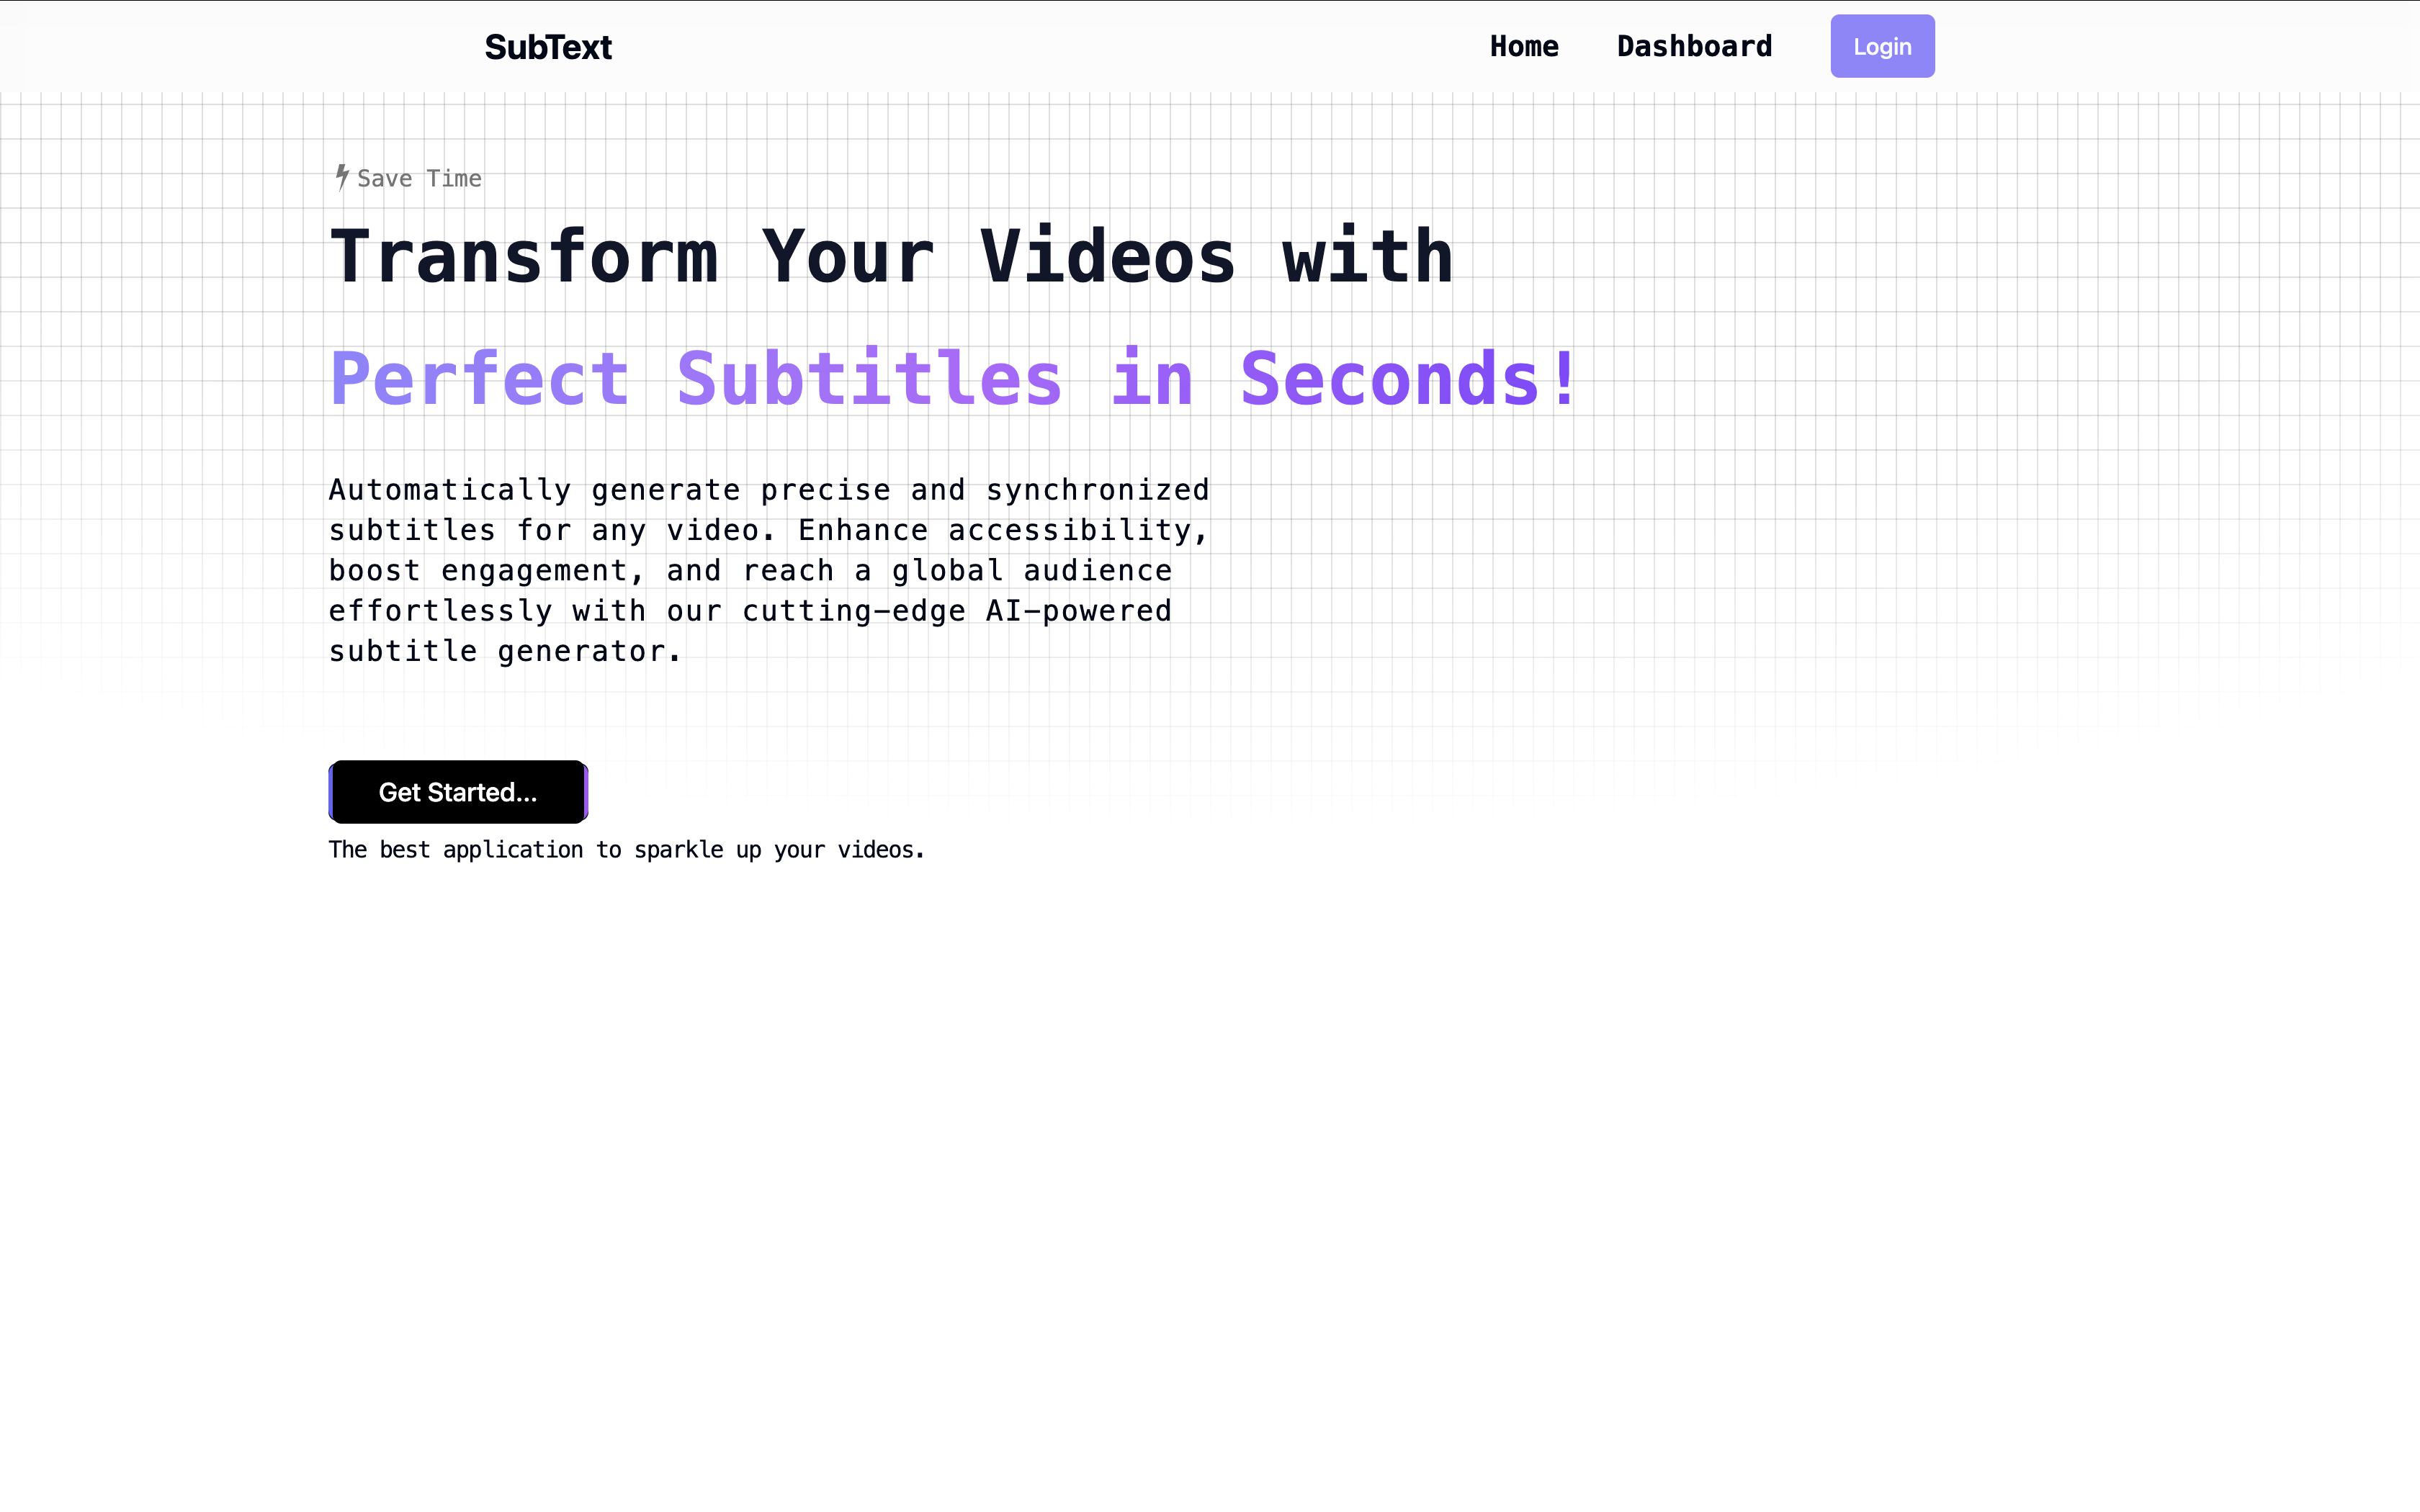 SubText
Home
Dashboard
Login
Save Time
Transform Your Videos with
Perfect Subtitles in Seconds!
Automatically generate precise and synchronized
subtitles for any video. Enhance accessibility,
boost engagement, and reach a global audience
effortlessly with our cutting-edge AI-powered
subtitle generator.
Get Started...
The best application to sparkle up your videos.